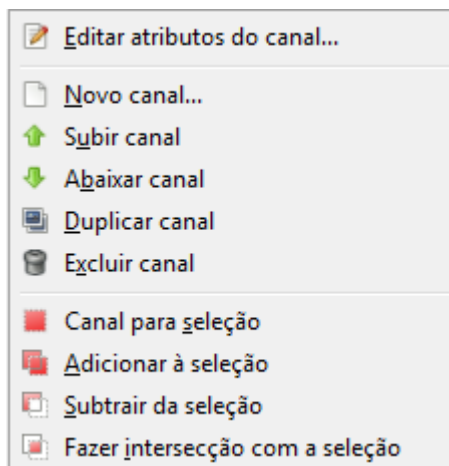 Editar atributos do canal...
Novo canal...
Subir canal
Abaixar canal
Duplicar canal
Excluir canal
Canal para seleção
Adicionar à seleção
Subtrair da seleção
Fazer intersecção com a seleção